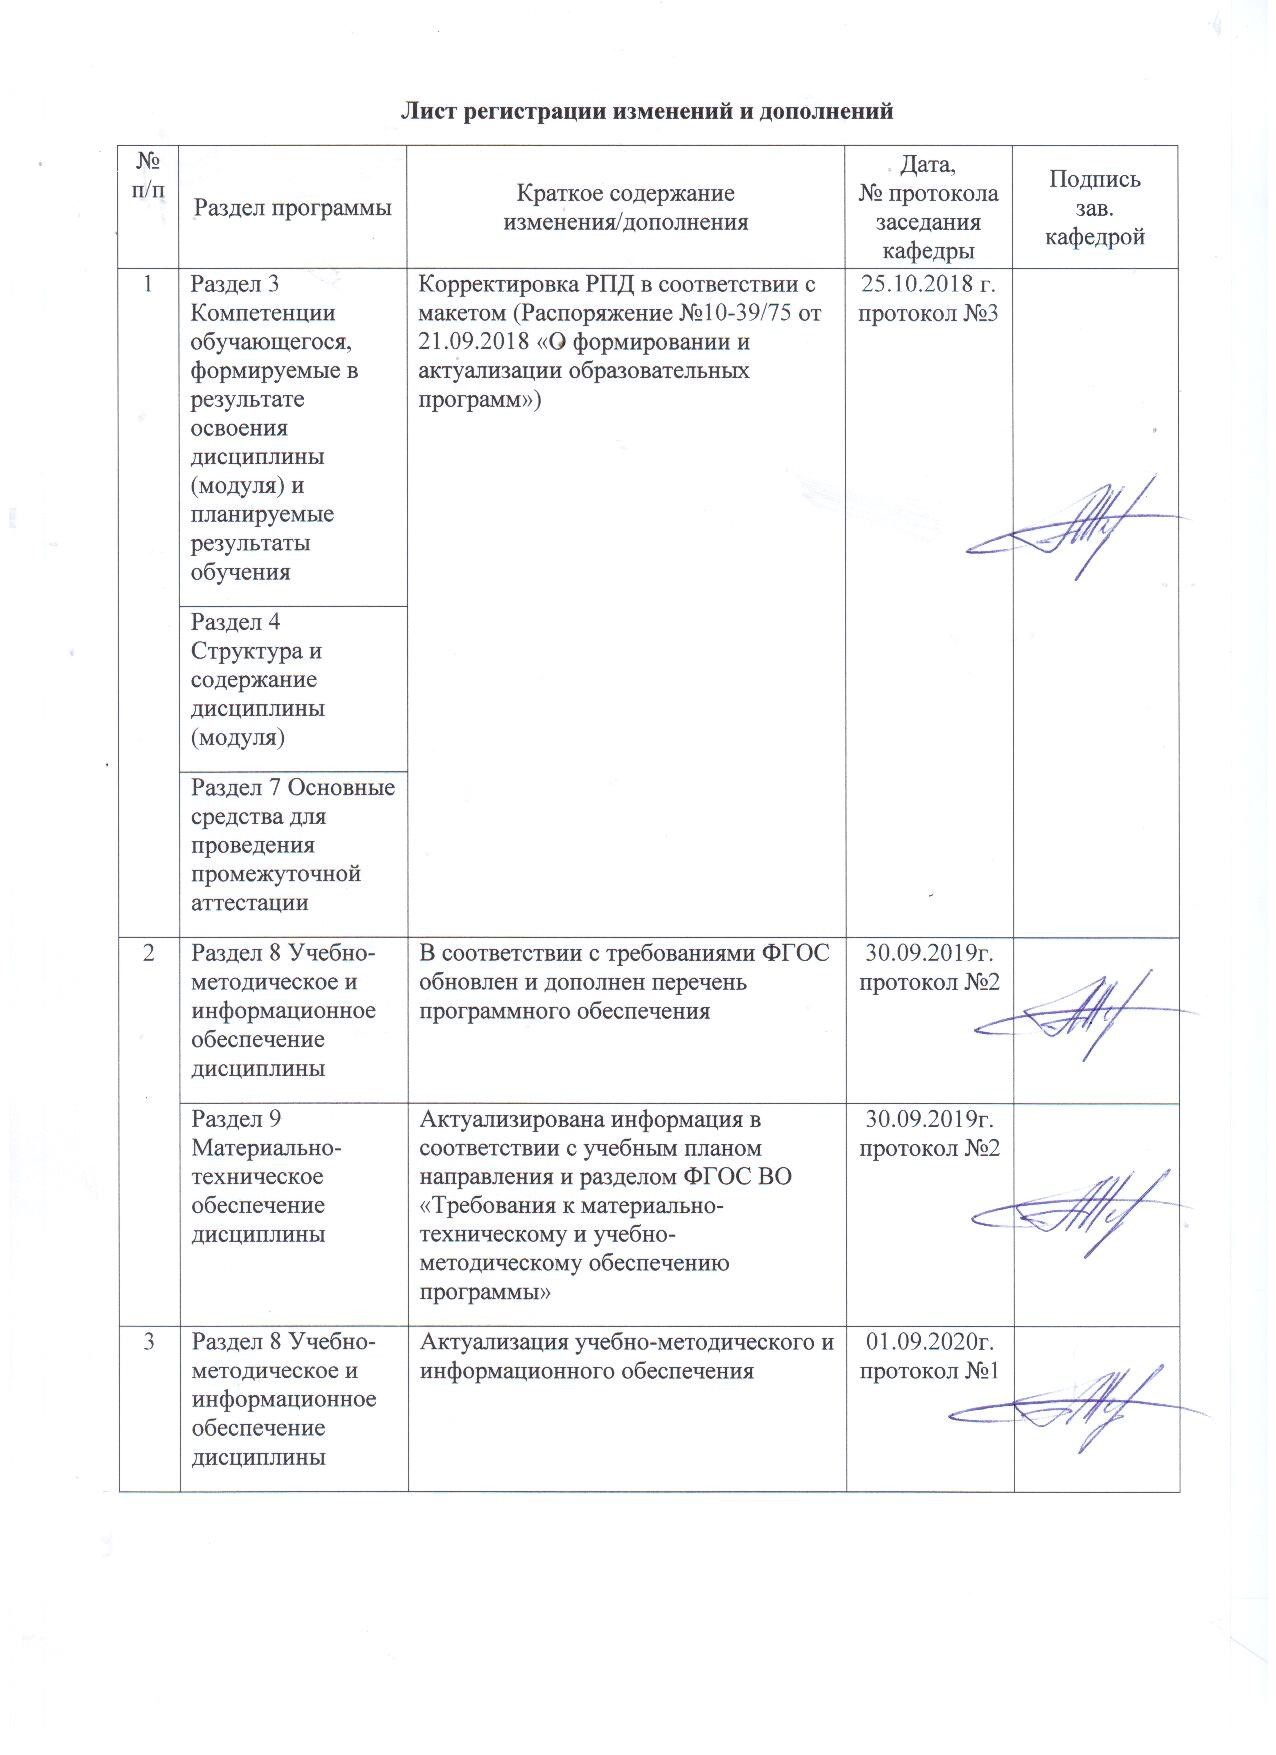 Лист регистрации изменений и дополнений
№
п/п
Раздел программы
Краткое содержание
изменения/дополнения
Дата,
№ протокола
заседания
кафедры
Подпись
зав.
кафедрой
1
Раздел 3
Компетенции
обучающегося,
формируемые в
результате
освоения
дисциплины
(модуля) и
планируемые
результаты
обучения
Корректировка РПД в соответствии с
макетом (Распоряжение №10-39/75 от
21.09.2018 «О формировании и
актуализации образовательных
программ»)
25.10.2018 г.
протокол №3
Раздел 4
Структура и
содержание
дисциплины
(модуля)
Раздел 7 Основные
средства для
проведения
промежуточной
аттестации
2
Раздел 8 Учебно-
методическое и
информационное
обеспечение
дисциплины
В соответствии с требованиями ФГОС
обновлен и дополнен перечень
программного обеспечения
30.09.2019г.
протокол №2
Раздел 9
Материально-
техническое
обеспечение
дисциплины
Актуализирована информация в
соответствии с учебным планом
направления и разделом ФГОС ВО
«Требования к материально-
техническому и учебно-
методическому обеспечению
программы»
30.09.2019г.
протокол №2
3
Раздел 8 Учебно-
методическое и
информационное
обеспечение
дисциплины
Актуализация учебно-методического и
информационного обеспечения
01.09.2020г.
протокол №1